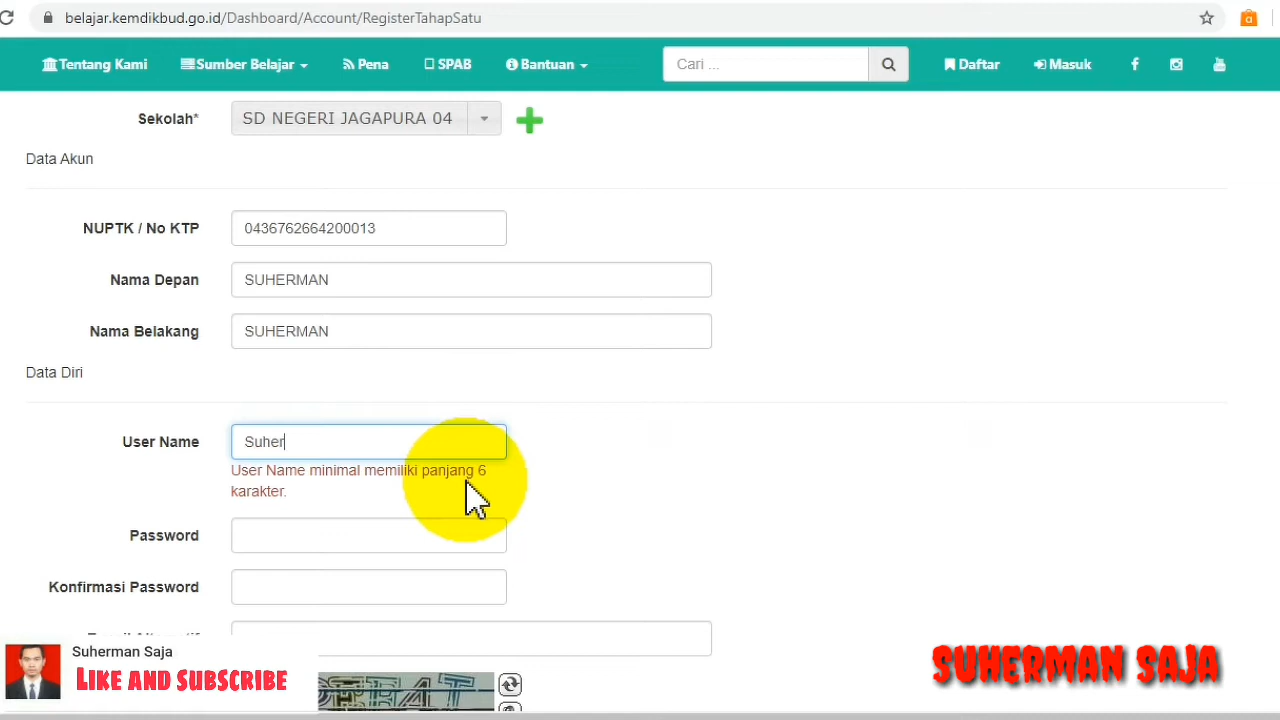 belajar.kemdikbud.go.id/Dashboard/Account/RegisterTahapSatu
Tentang Kami Sumber Belajar Pena SPAB Bantuan Cari ... Daftar Masuk
Sekolah* SD NEGERI JAGAPURA 04
Data Akun
NUPTK / No KTP 0436762664200013
Nama Depan SUHERMAN
Nama Belakang SUHERMAN
Data Diri
User Name Suher
User Name minimal memiliki panjang 6
karakter.
Password
Konfirmasi Password
Suherman Saja
LIKE AND SUBSCRIBE
SUHERMAN SAJA